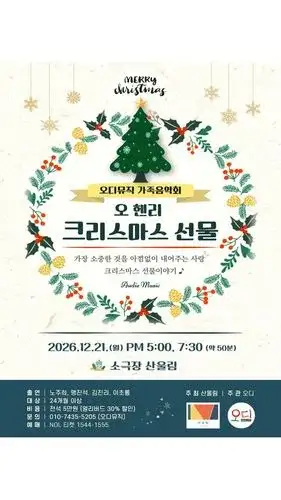 MERRY
christmas
오디뮤직 가족음악회
오 헨리
크리스마스 선물
가장 소중한 것을 아낌없이 내어주는 사랑
크리스마스 선물이야기♪
Audie Music
2026.12.21.(월) PM 5:00, 7:30 (약 50분)
소극장 산울림
출연 | 노주희, 맹진석, 김진리, 이초롱
대상 | 24개월 이상
비용 | 전석 5만원 (얼리버드 30% 할인)
문의 | 010-7435-5205 (오디뮤직)
예매 | NOL 티켓 1544-1555
주최 산울림 | 주관 오디
오디